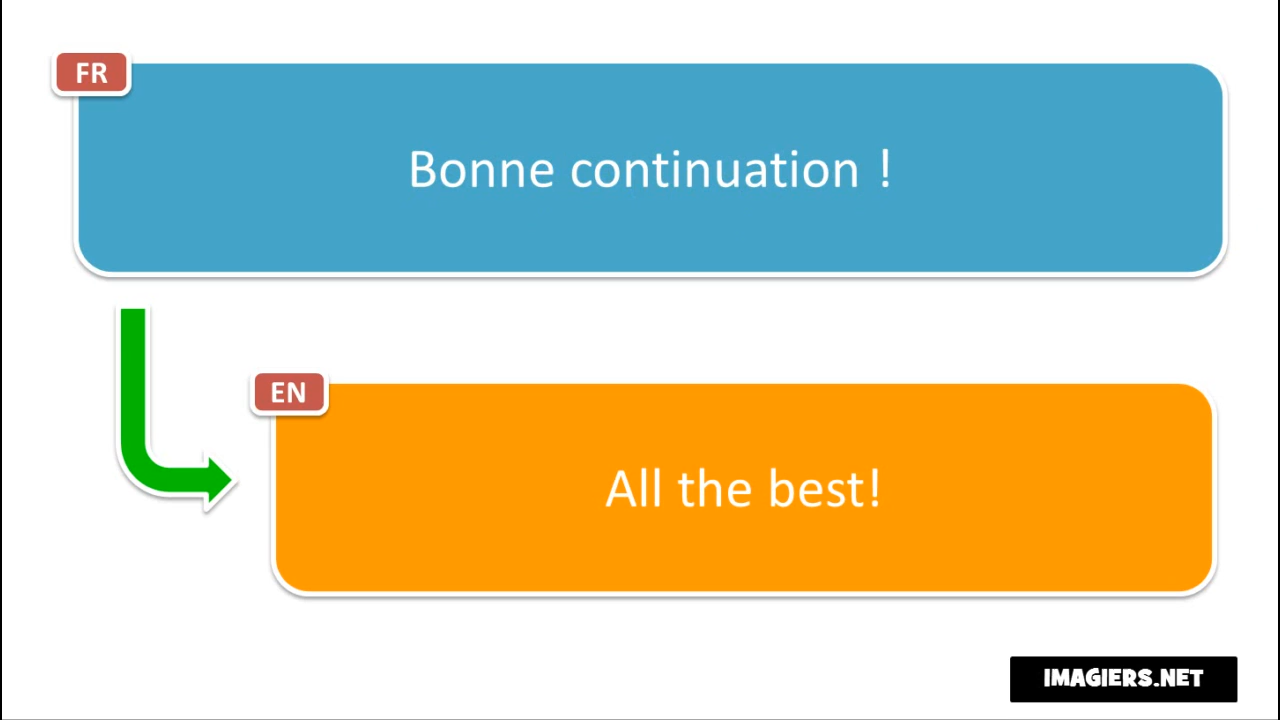 FR
Bonne continuation !
EN
All the best!
IMAGIERS.NET